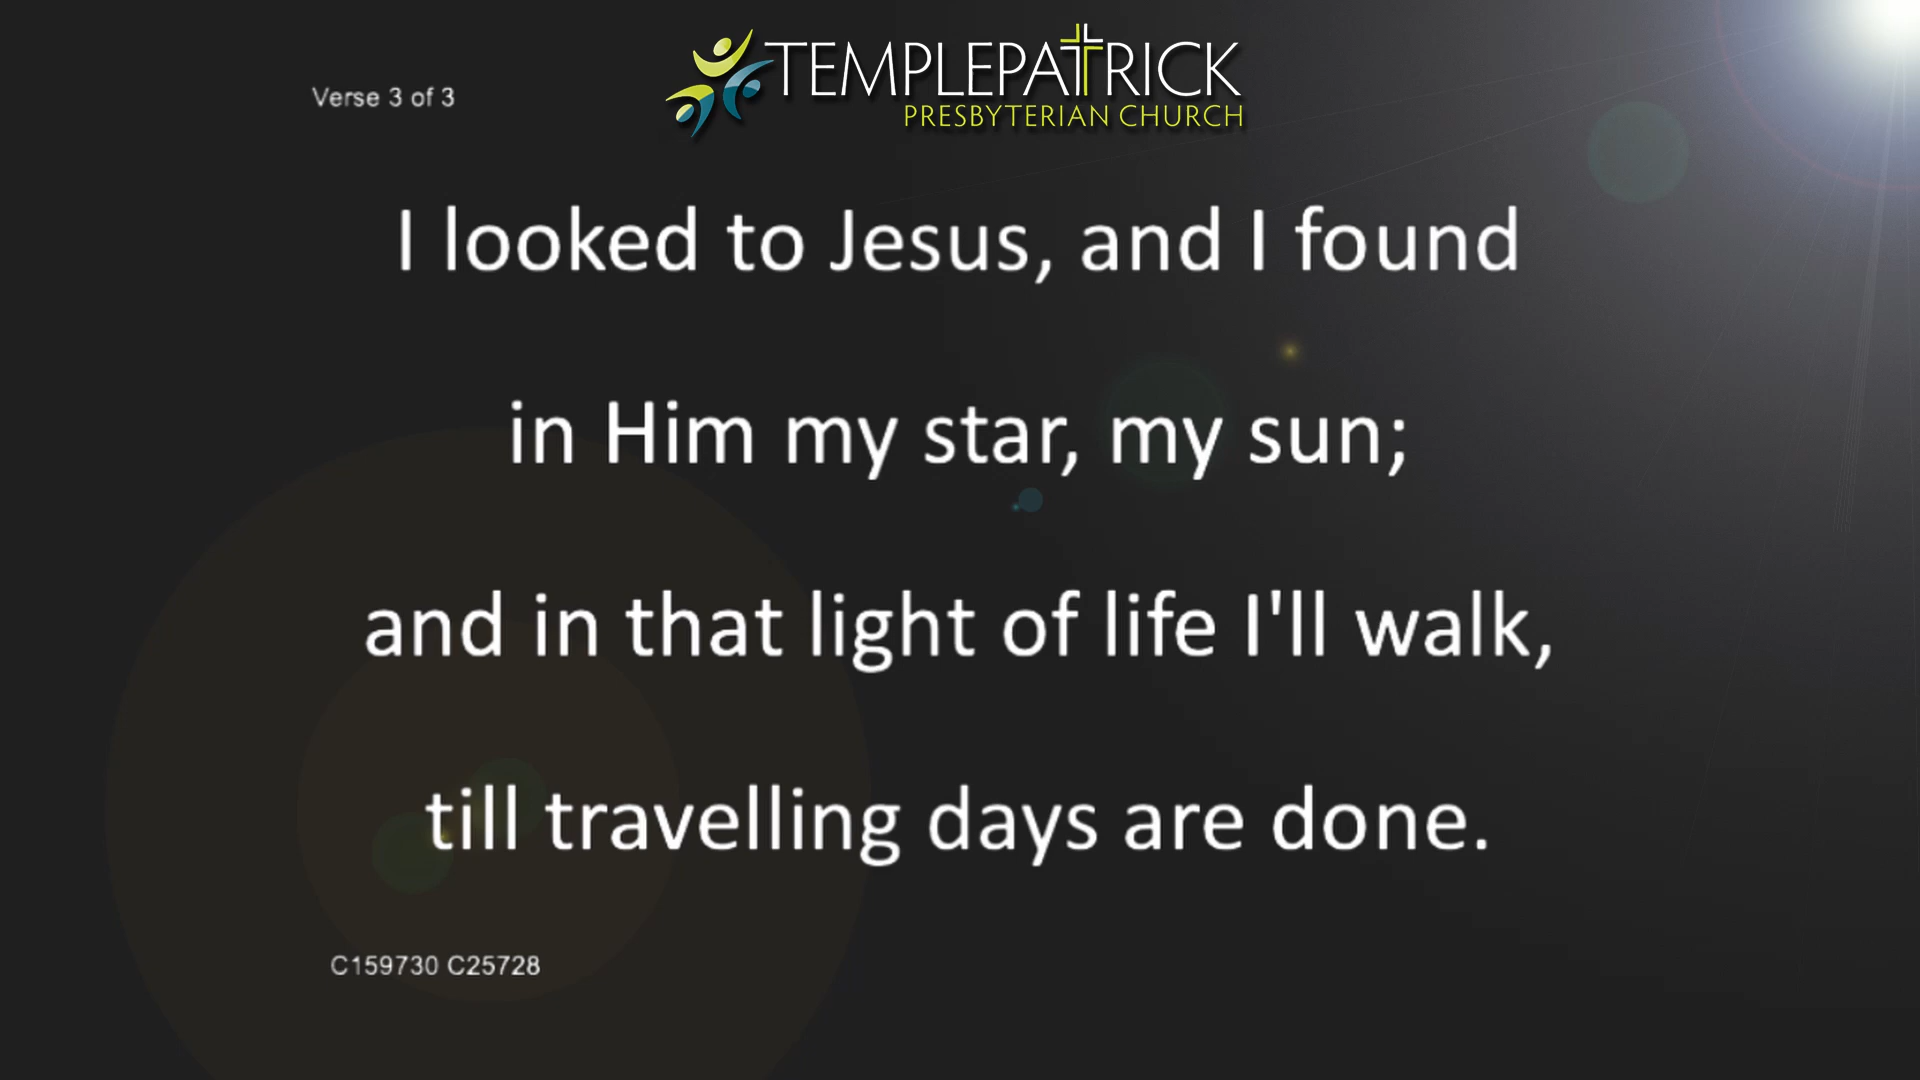 Verse 3 of 3
TEMPLEPATRICK
PRESBYTERIAN CHURCH
I looked to Jesus, and I found
in Him my star, my sun;
and in that light of life I'll walk,
till travelling days are done.
C159730 C25728